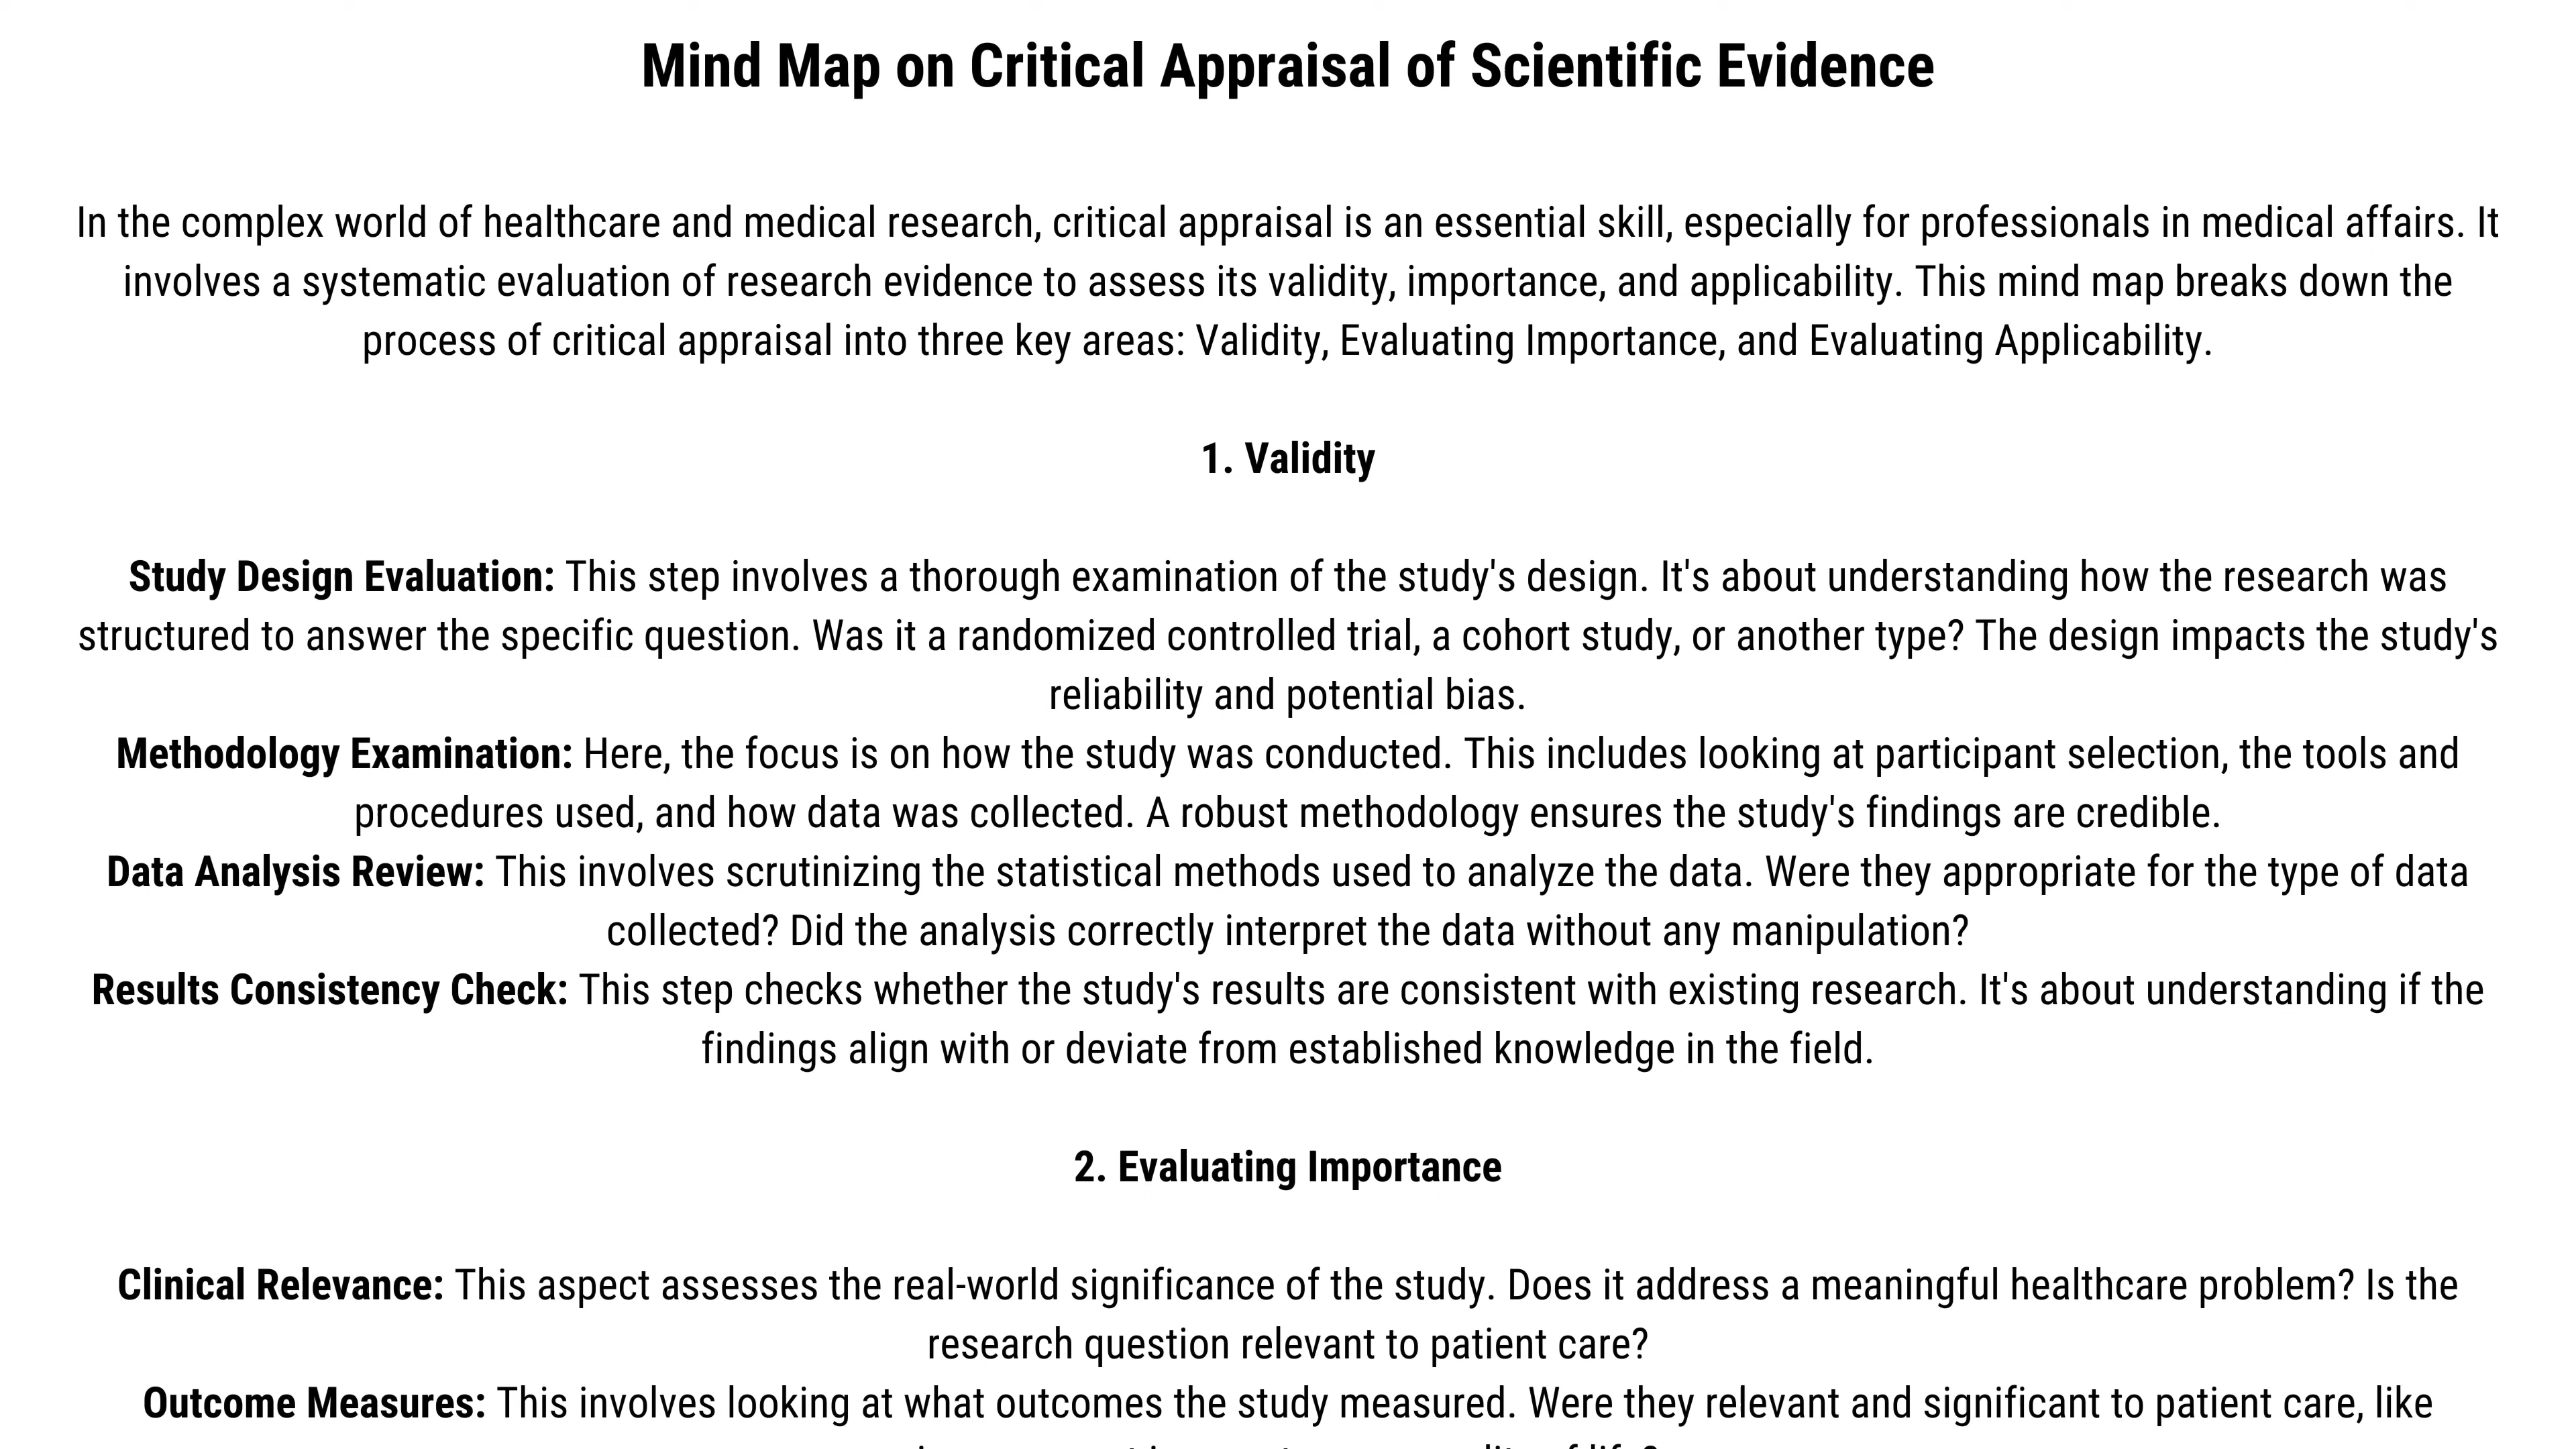 Mind Map on Critical Appraisal of Scientific Evidence
In the complex world of healthcare and medical research, critical appraisal is an essential skill, especially for professionals in medical affairs. It
involves a systematic evaluation of research evidence to assess its validity, importance, and applicability. This mind map breaks down the
process of critical appraisal into three key areas: Validity, Evaluating Importance, and Evaluating Applicability.
1. Validity
Study Design Evaluation: This step involves a thorough examination of the study's design. It's about understanding how the research was
structured to answer the specific question. Was it a randomized controlled trial, a cohort study, or another type? The design impacts the study's
reliability and potential bias.
Methodology Examination: Here, the focus is on how the study was conducted. This includes looking at participant selection, the tools and
procedures used, and how data was collected. A robust methodology ensures the study's findings are credible.
Data Analysis Review: This involves scrutinizing the statistical methods used to analyze the data. Were they appropriate for the type of data
collected? Did the analysis correctly interpret the data without any manipulation?
Results Consistency Check: This step checks whether the study's results are consistent with existing research. It's about understanding if the
findings align with or deviate from established knowledge in the field.
2. Evaluating Importance
Clinical Relevance: This aspect assesses the real-world significance of the study. Does it address a meaningful healthcare problem? Is the
research question relevant to patient care?
Outcome Measures: This involves looking at what outcomes the study measured. Were they relevant and significant to patient care, like
of life?